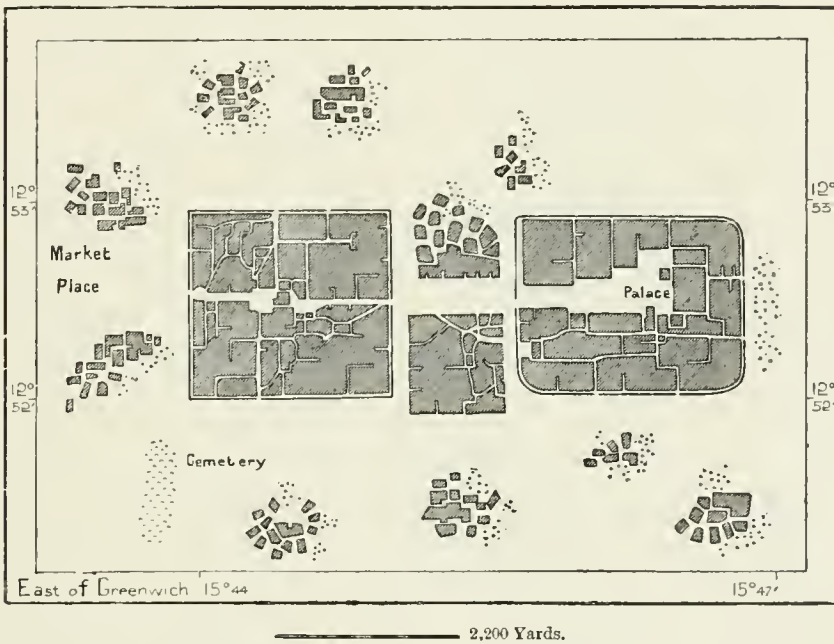 12°
53'
12°
53'
Market
Place
Palace
12°
52'
12°
52'
Cemetery
East of Greenwich 15°44 15°47'
2,200 Yards.